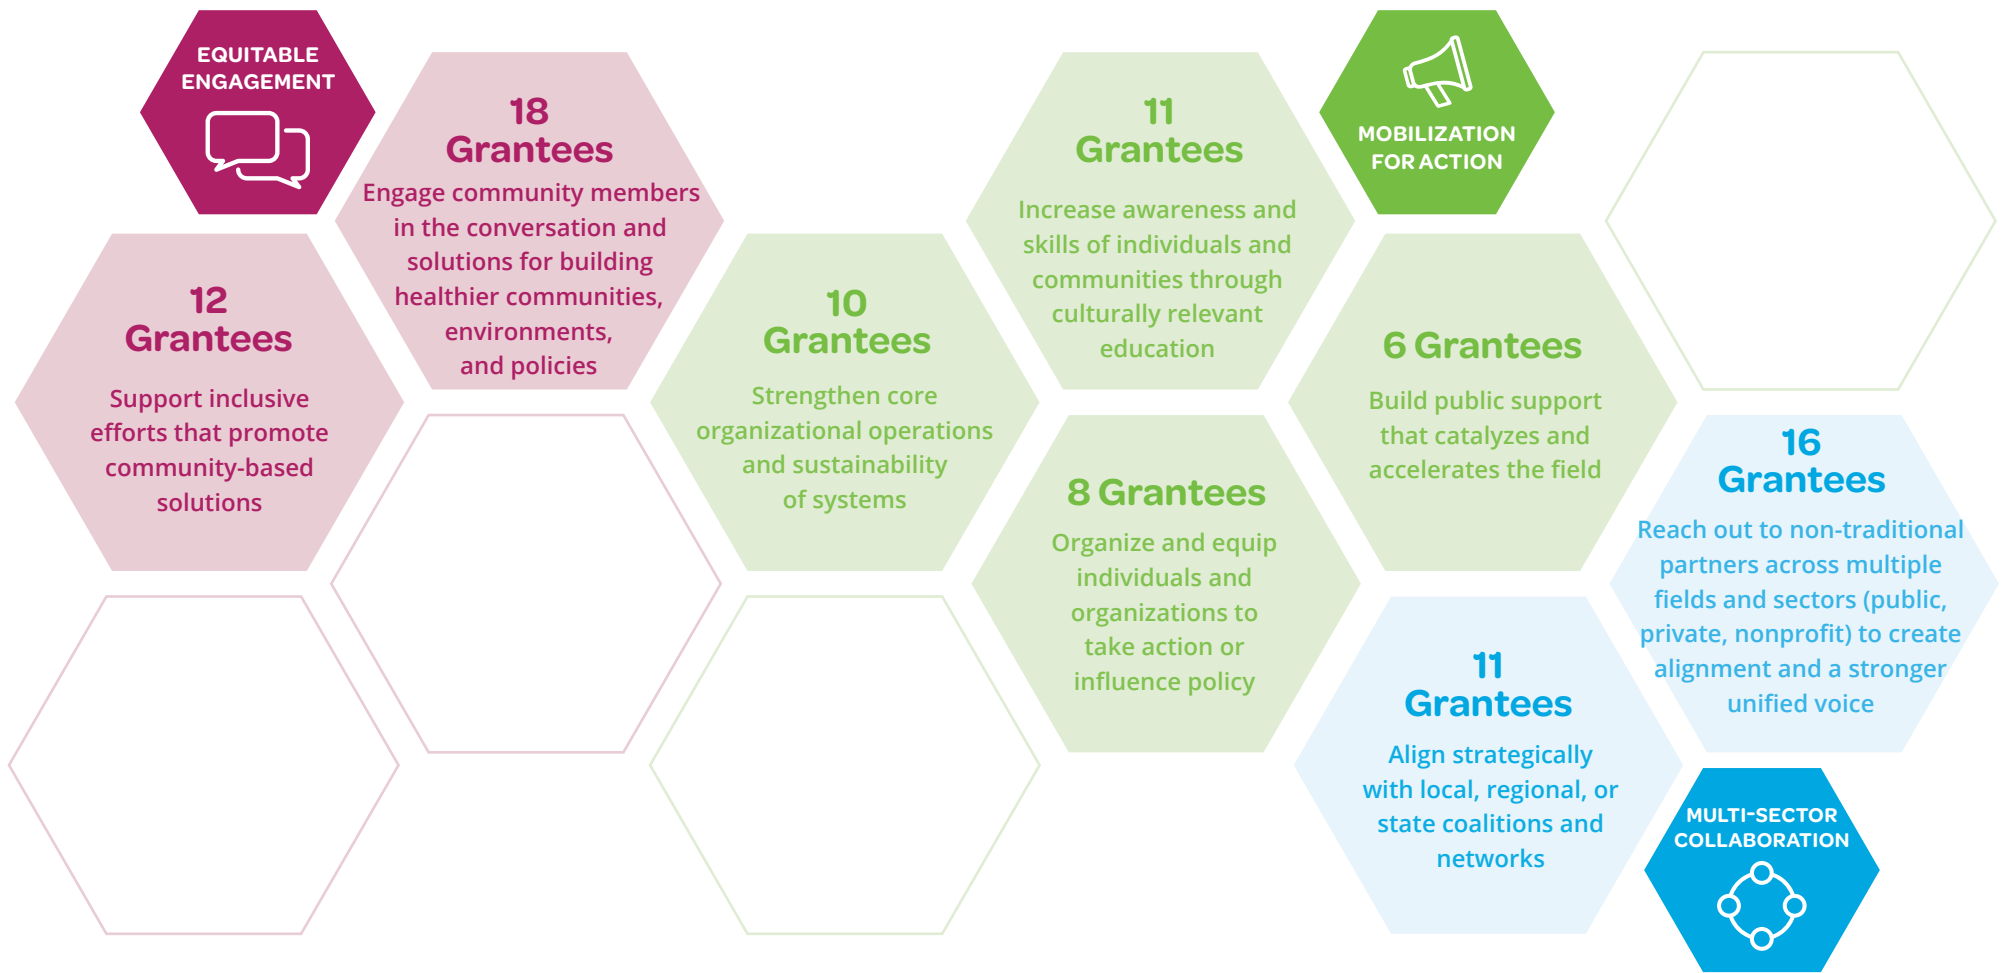 EQUITABLE
ENGAGEMENT
18
Grantees
Engage community members
in the conversation and
solutions for building
healthier communities,
environments,
and policies
12
Grantees
Support inclusive
efforts that promote
community-based
solutions
10
Grantees
Strengthen core
organizational operations
and sustainability
of systems
11
Grantees
Increase awareness and
skills of individuals and
communities through
culturally relevant
education
MOBILIZATION
FOR ACTION
6 Grantees
Build public support
that catalyzes and
accelerates the field
8 Grantees
Organize and equip
individuals and
organizations to
take action or
influence policy
16
Grantees
Reach out to non-traditional
partners across multiple
fields and sectors (public,
private, nonprofit) to create
alignment and a stronger
unified voice
11
Grantees
Align strategically
with local, regional, or
state coalitions and
networks
MULTI-SECTOR
COLLABORATION